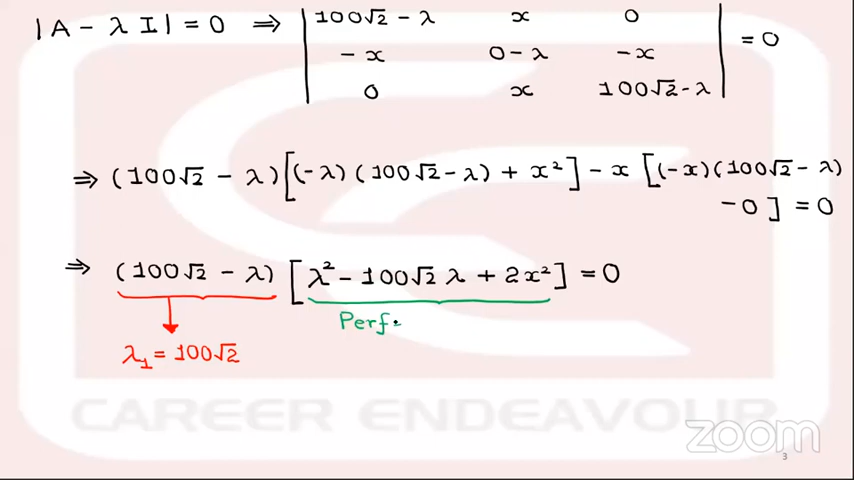 |A - λ I| = 0 ⇒ | 100√2 - λ x 0 |
| - x 0 - λ - x | = 0
| 0 x 100√2 - λ |
⇒ (100√2 - λ) [(-λ) (100√2 - λ) + x²] - x [(-x) (100√2 - λ)
- 0] = 0
⇒ (100√2 - λ) [λ² - 100√2 λ + 2x²] = 0
Perf
λ₁ = 100√2
CAREER ENDEAVOUR
zoom
3